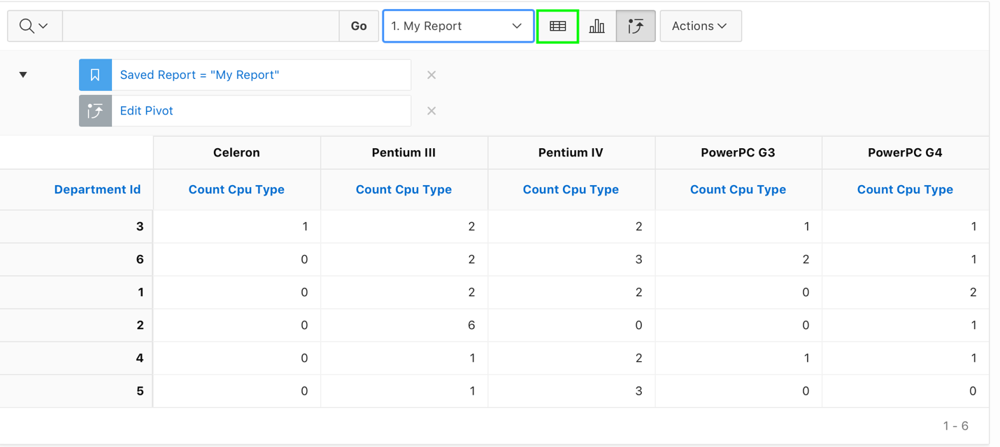 Go 1. My Report Actions
Saved Report = "My Report"
Edit Pivot
Celeron Pentium III Pentium IV PowerPC G3 PowerPC G4
Department Id Count Cpu Type Count Cpu Type Count Cpu Type Count Cpu Type Count Cpu Type
3 1 2 2 1 1
6 0 2 3 2 1
1 0 2 2 0 2
2 0 6 0 0 1
4 0 1 2 1 1
5 0 1 3 0 0
1 - 6